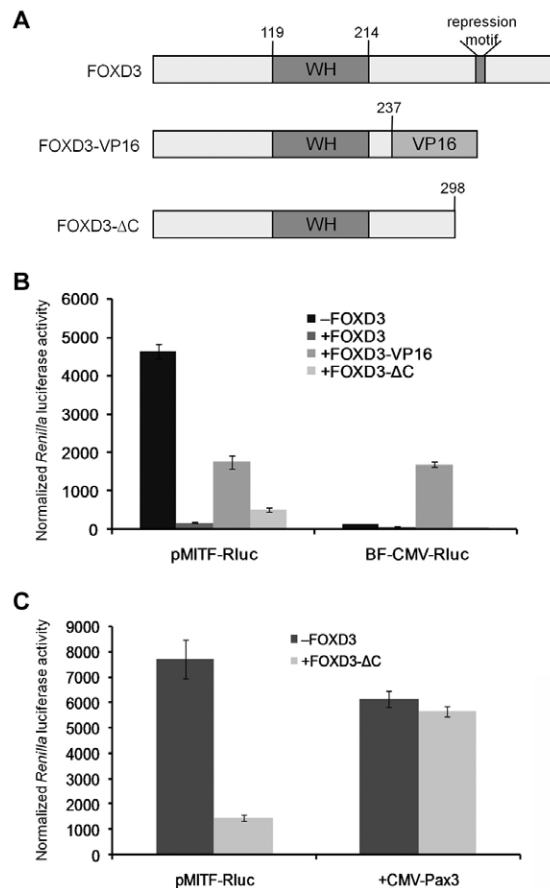 A
119
214
repression
motif
FOXD3
WH
237
FOXD3-VP16
WH
VP16
298
FOXD3-ΔC
WH
B
Normalized Renilla luciferase activity
6000
5000
4000
3000
2000
1000
0
–FOXD3
+FOXD3
+FOXD3-VP16
+FOXD3-ΔC
pMITF-Rluc
BF-CMV-Rluc
C
Normalized Renilla luciferase activity
9000
8000
7000
6000
5000
4000
3000
2000
1000
0
–FOXD3
+FOXD3-ΔC
pMITF-Rluc
+CMV-Pax3